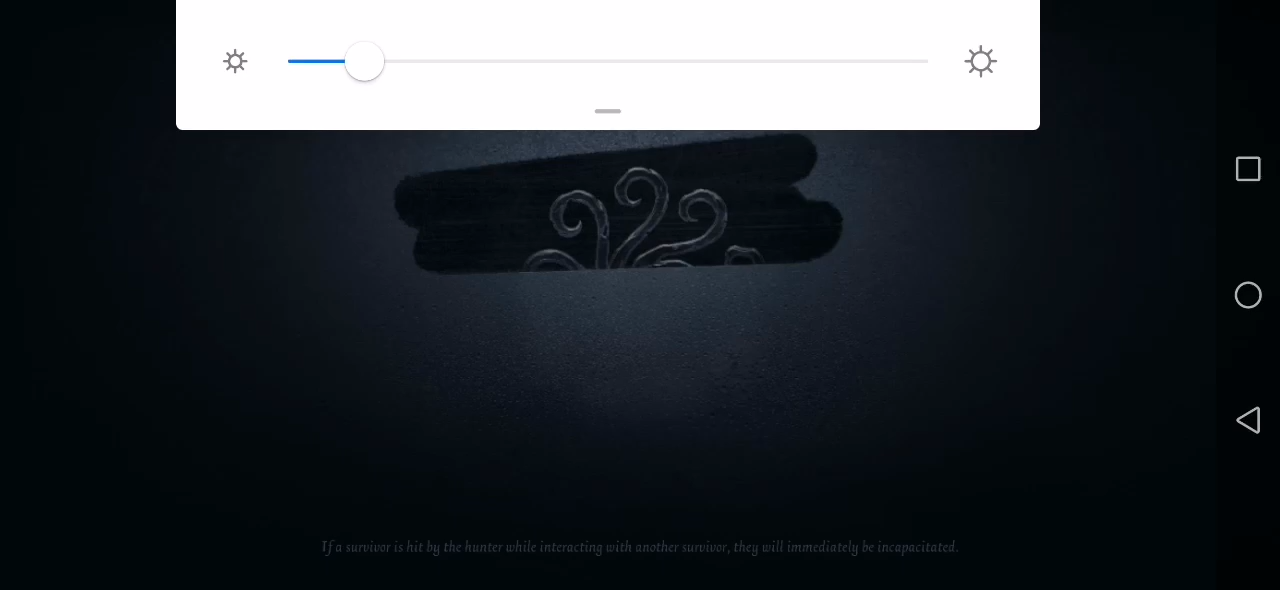 If a survivor is hit by the hunter while interacting with another survivor, they will immediately be incapacitated.